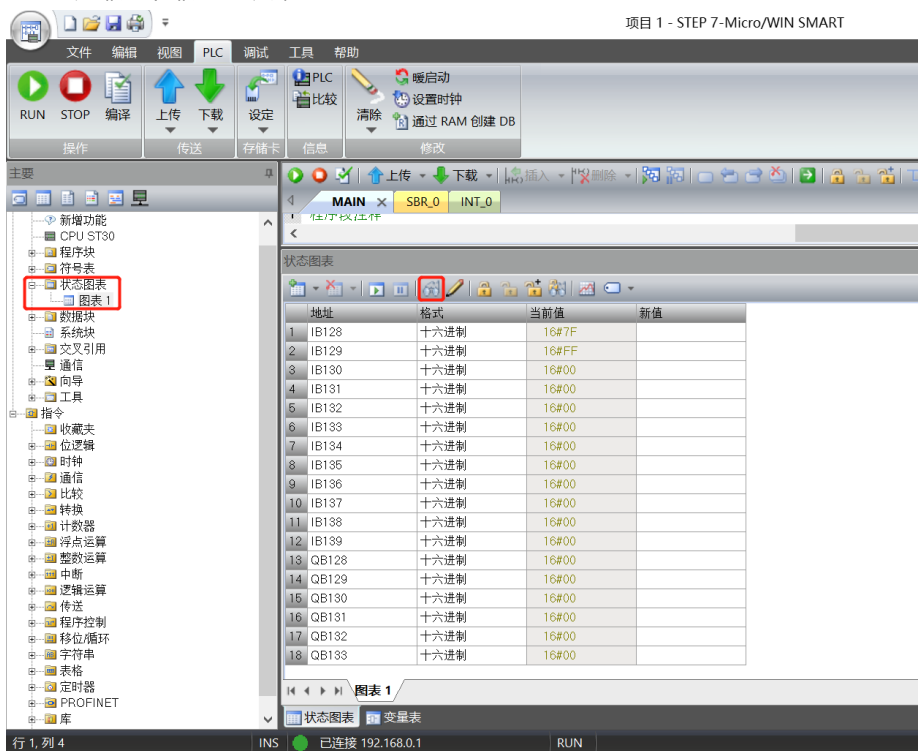 项目 1 - STEP 7-Micro/WIN SMART
文件 编辑 视图 PLC 调试 工具 帮助
RUN STOP 编译 上传 下载 设定 PLC 比较 清除 暖启动 设置时钟 通过 RAM 创建 DB
操作 传送 存储卡 信息 修改
主要
新增功能
CPU ST30
程序块
符号表
状态图表
图表 1
数据块
系统块
交叉引用
通信
向导
工具
指令
收藏夹
位逻辑
时钟
通信
比较
转换
计数器
浮点运算
整数运算
中断
逻辑运算
传送
程序控制
移位/循环
字符串
表格
定时器
PROFINET
库
上传 下载 插入 删除
MAIN SBR_0 INT_0
程序段注释
状态图表
地址 格式 当前值 新值
1 IB128 十六进制 16#7F
2 IB129 十六进制 16#FF
3 IB130 十六进制 16#00
4 IB131 十六进制 16#00
5 IB132 十六进制 16#00
6 IB133 十六进制 16#00
7 IB134 十六进制 16#00
8 IB135 十六进制 16#00
9 IB136 十六进制 16#00
10 IB137 十六进制 16#00
11 IB138 十六进制 16#00
12 IB139 十六进制 16#00
13 QB128 十六进制 16#00
14 QB129 十六进制 16#00
15 QB130 十六进制 16#00
16 QB131 十六进制 16#00
17 QB132 十六进制 16#00
18 QB133 十六进制 16#00
图表 1
状态图表 变量表
行 1, 列 4 INS 已连接 192.168.0.1 RUN